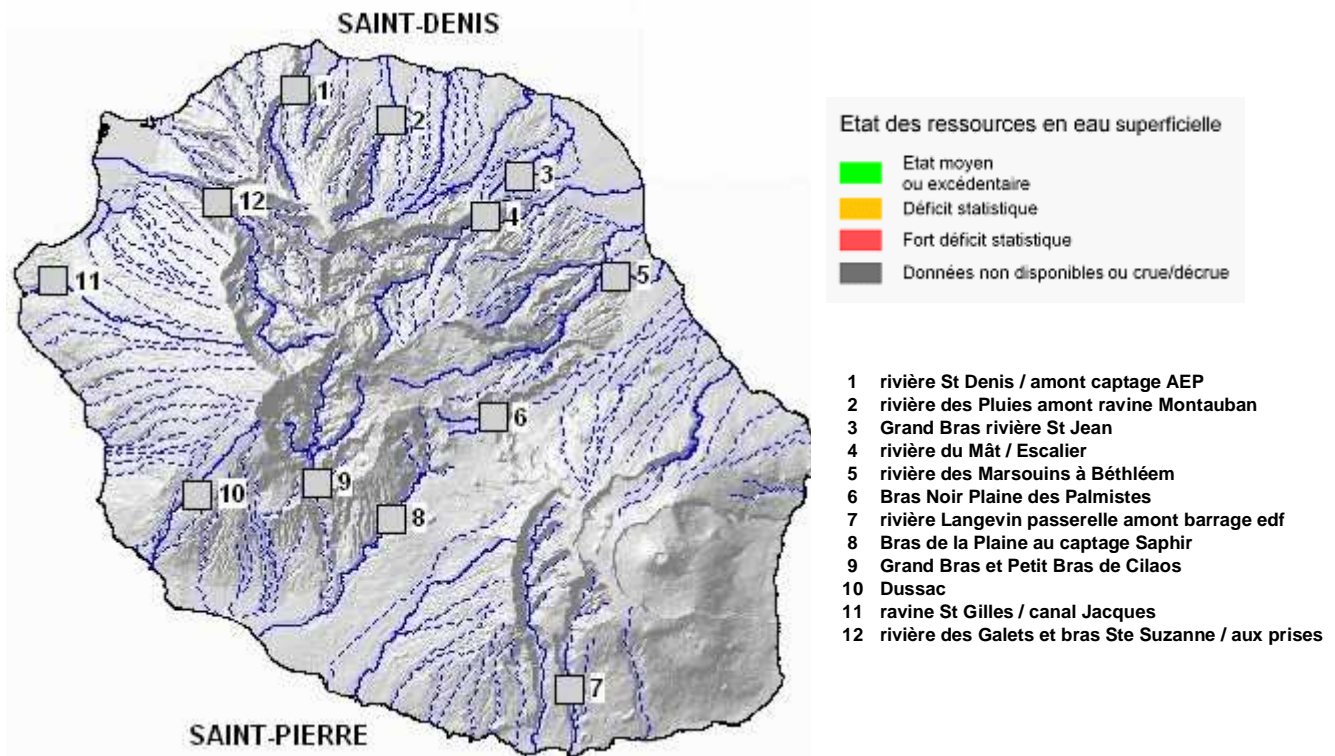 SAINT-DENIS
1
2
3
12
4
11
5
6
9
10
8
7
SAINT-PIERRE
Etat des ressources en eau superficielle
Etat moyen
ou excédentaire
Déficit statistique
Fort déficit statistique
Données non disponibles ou crue/décrue
1 rivière St Denis / amont captage AEP
2 rivière des Pluies amont ravine Montauban
3 Grand Bras rivière St Jean
4 rivière du Mât / Escalier
5 rivière des Marsouins à Béthléem
6 Bras Noir Plaine des Palmistes
7 rivière Langevin passerelle amont barrage edf
8 Bras de la Plaine au captage Saphir
9 Grand Bras et Petit Bras de Cilaos
10 Dussac
11 ravine St Gilles / canal Jacques
12 rivière des Galets et bras Ste Suzanne / aux prises